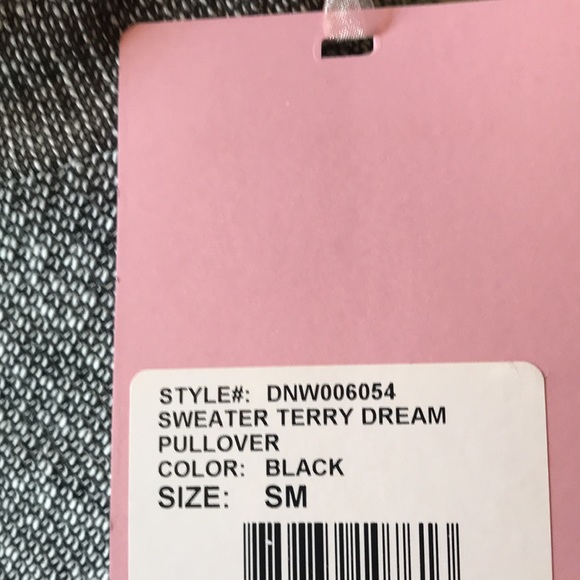 STYLE#: DNW006054
SWEATER TERRY DREAM
PULLOVER
COLOR: BLACK
SIZE: SM